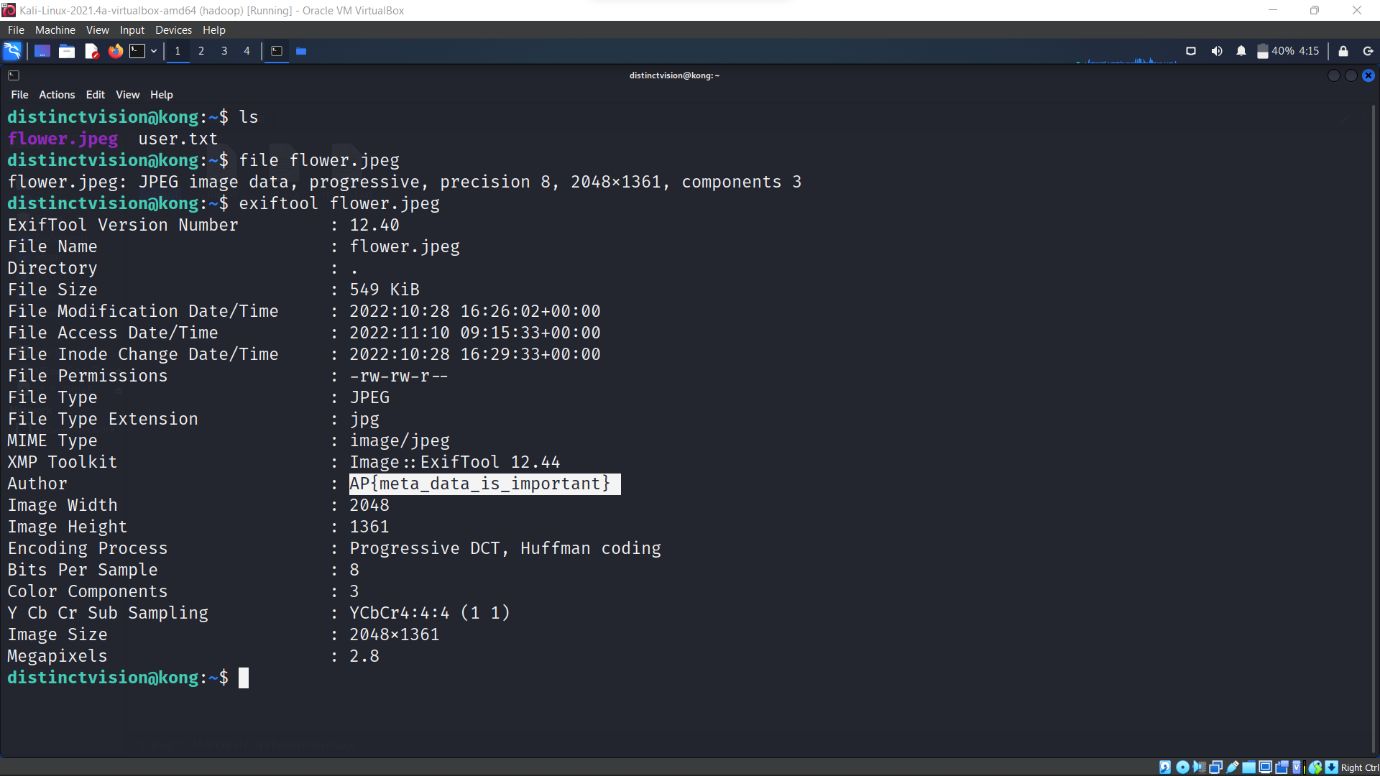 Kali-Linux-2021.4a-virtualbox-amd64 (hadoop) [Running] - Oracle VM VirtualBox
File Machine View Input Devices Help
1 2 3 4 40% 4:15
distinctvision@kong: ~
File Actions Edit View Help
distinctvision@kong:~$ ls
flower.jpeg user.txt
distinctvision@kong:~$ file flower.jpeg
flower.jpeg: JPEG image data, progressive, precision 8, 2048×1361, components 3
distinctvision@kong:~$ exiftool flower.jpeg
ExifTool Version Number : 12.40
File Name : flower.jpeg
Directory : .
File Size : 549 KiB
File Modification Date/Time : 2022:10:28 16:26:02+00:00
File Access Date/Time : 2022:11:10 09:15:33+00:00
File Inode Change Date/Time : 2022:10:28 16:29:33+00:00
File Permissions : -rw-rw-r--
File Type : JPEG
File Type Extension : jpg
MIME Type : image/jpeg
XMP Toolkit : Image::ExifTool 12.44
Author : AP{meta_data_is_important}
Image Width : 2048
Image Height : 1361
Encoding Process : Progressive DCT, Huffman coding
Bits Per Sample : 8
Color Components : 3
Y Cb Cr Sub Sampling : YCbCr4:4:4 (1 1)
Image Size : 2048×1361
Megapixels : 2.8
distinctvision@kong:~$
Right Ctrl